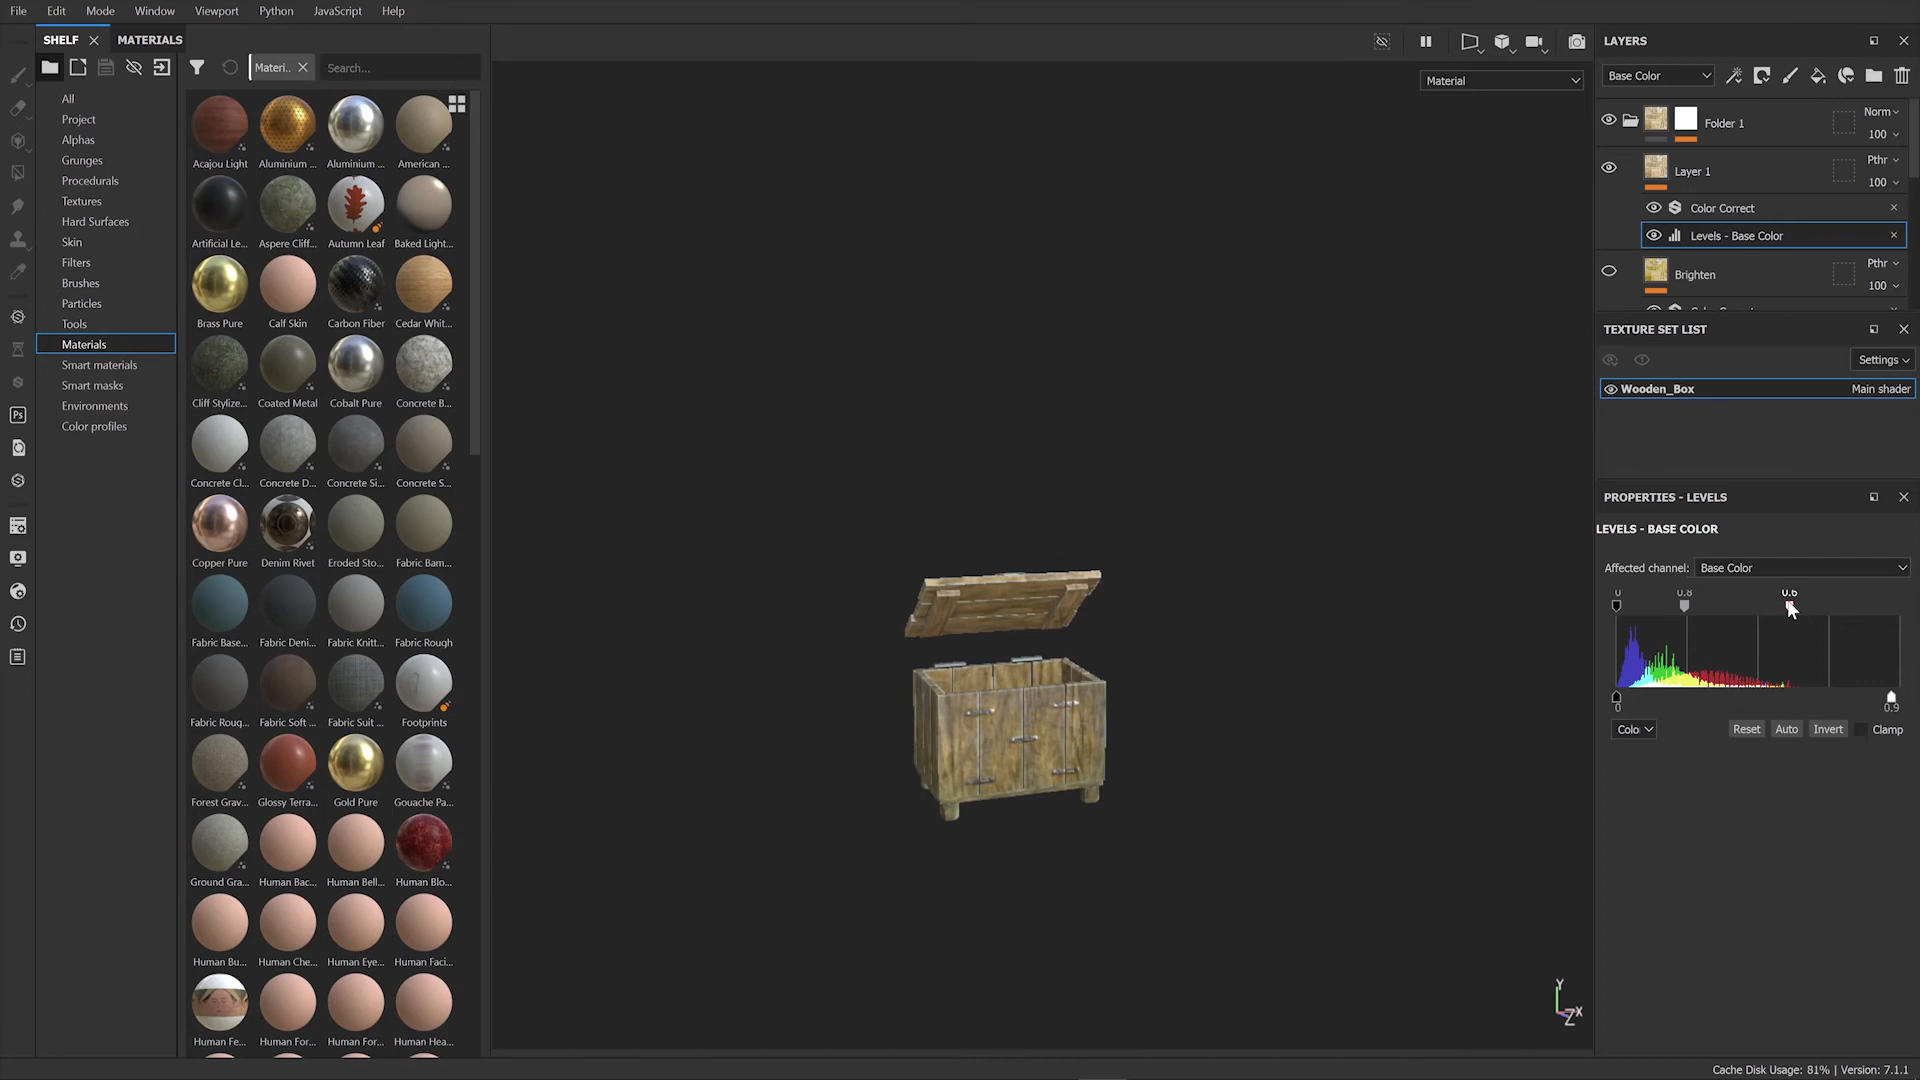 File Edit Mode Window Viewport Python JavaScript Help
SHELF MATERIALS
Materi.. Search...
All
Project
Alphas
Grunges
Procedurals
Textures
Hard Surfaces
Skin
Filters
Brushes
Particles
Tools
Materials
Smart materials
Smart masks
Environments
Color profiles
Ps
Acajou Light Aluminium ... Aluminium ... American ...
Artificial Le... Aspere Cliff... Autumn Leaf Baked Light...
Brass Pure Calf Skin Carbon Fiber Cedar Whit...
Cliff Stylize... Coated Metal Cobalt Pure Concrete B...
Concrete Cl... Concrete D... Concrete Si... Concrete S...
Copper Pure Denim Rivet Eroded Sto... Fabric Bam...
Fabric Base... Fabric Deni... Fabric Knitt... Fabric Rough
Fabric Roug... Fabric Soft ... Fabric Suit ... Footprints
Forest Grav... Glossy Terra... Gold Pure Gouache Pa...
Ground Gra... Human Bac... Human Bell... Human Blo...
Human Bu... Human Che... Human Eye... Human Faci...
Human Fe... Human For... Human For... Human Hea...
Material
Y
Z X
LAYERS
Base Color
Folder 1 Norm
100
Layer 1 Pthr
100
Color Correct
Levels - Base Color
Brighten Pthr
100
TEXTURE SET LIST
Settings
Wooden_Box Main shader
PROPERTIES - LEVELS
LEVELS - BASE COLOR
Affected channel: Base Color
0 0.8 0.6
0 0.9
Colo Reset Auto Invert Clamp
Cache Disk Usage: 81% | Version: 7.1.1